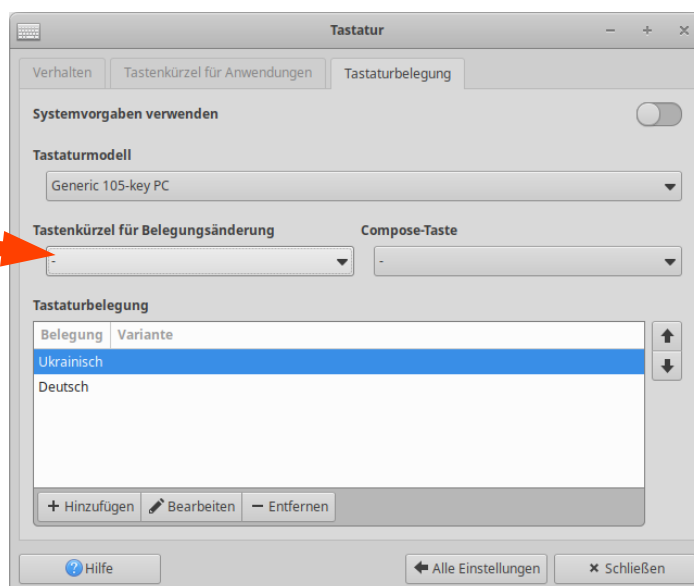 Tastatur
Verhalten Tastenkürzel für Anwendungen Tastaturbelegung
Systemvorgaben verwenden
Tastaturmodell
Generic 105-key PC
Tastenkürzel für Belegungsänderung Compose-Taste
- -
Tastaturbelegung
Belegung Variante
Ukrainisch
Deutsch
Hinzufügen Bearbeiten Entfernen
Hilfe Alle Einstellungen Schließen